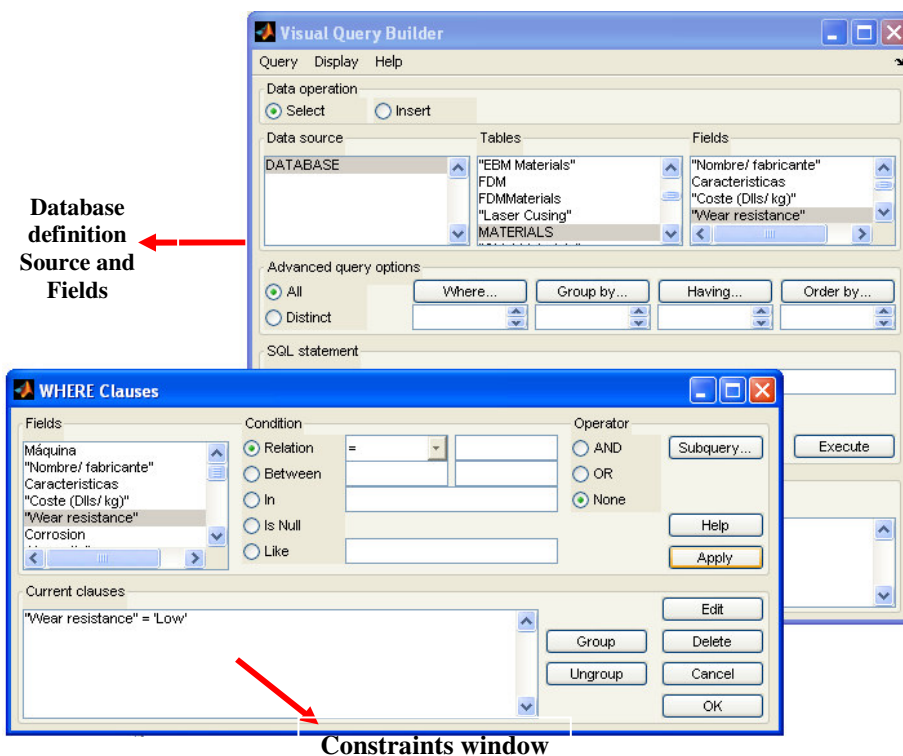 Visual Query Builder
Query Display Help
Data operation
Select Insert
Data source Tables Fields
DATABASE
"EBM Materials"
FDM
FDMMaterials
"Laser Cusing"
MATERIALS
"Nombre/ fabricante"
Caracteristicas
"Coste (Dlls/ kg)"
"Wear resistance"
Database
definition
Source and
Fields
Advanced query options
All Where... Group by... Having... Order by...
Distinct
SQL statement
Execute
WHERE Clauses
Fields
Máquina
"Nombre/ fabricante"
Caracteristicas
"Coste (Dlls/ kg)"
"Wear resistance"
Corrosion
Condition
Relation =
Between
In
Is Null
Like
Operator
AND
OR
None
Subquery...
Help
Apply
Current clauses
"Wear resistance" = 'Low'
Group
Ungroup
Edit
Delete
Cancel
OK
Constraints window